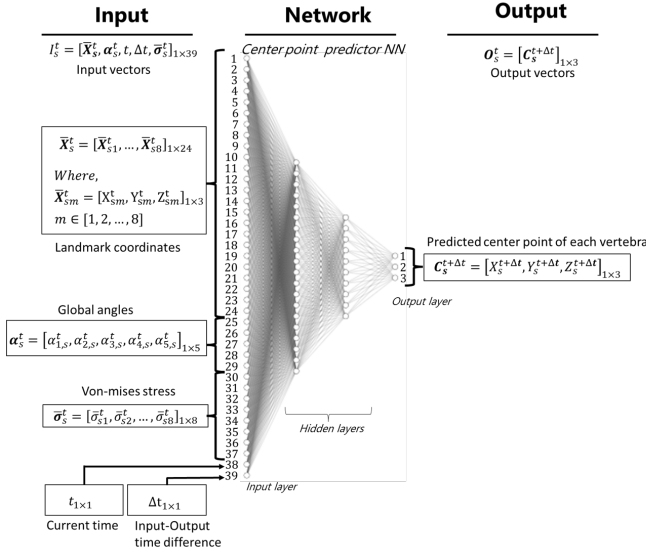 Input
Network
Output
I_s^t = [X̅_s^t, α_s^t, t, Δt, σ̅_s^t]_{1×39}
Input vectors
Center point predictor NN
O_s^t = [C_s^{t+Δt}]_{1×3}
Output vectors
X̅_s^t = [X̅_{s1}^t, …, X̅_{s8}^t]_{1×24}
Where,
X̅_{sm}^t = [X_{sm}^t, Y_{sm}^t, Z_{sm}^t]_{1×3}
m ∈ [1, 2, …, 8]
Landmark coordinates
Global angles
α_s^t = [α_{1,s}^t, α_{2,s}^t, α_{3,s}^t, α_{4,s}^t, α_{5,s}^t]_{1×5}
Von-mises stress
σ̅_s^t = [σ̅_{s1}^t, σ̅_{s2}^t, …, σ̅_{s8}^t]_{1×8}
t_{1×1}
Current time
Δt_{1×1}
Input-Output
time difference
1
2
3
4
5
6
7
8
9
10
11
12
13
14
15
16
17
18
19
20
21
22
23
24
25
26
27
28
29
30
31
32
33
34
35
36
37
38
39
Input layer
Hidden layers
1
2
3
Output layer
Predicted center point of each vertebra
C_s^{t+Δt} = [X_s^{t+Δt}, Y_s^{t+Δt}, Z_s^{t+Δt}]_{1×3}